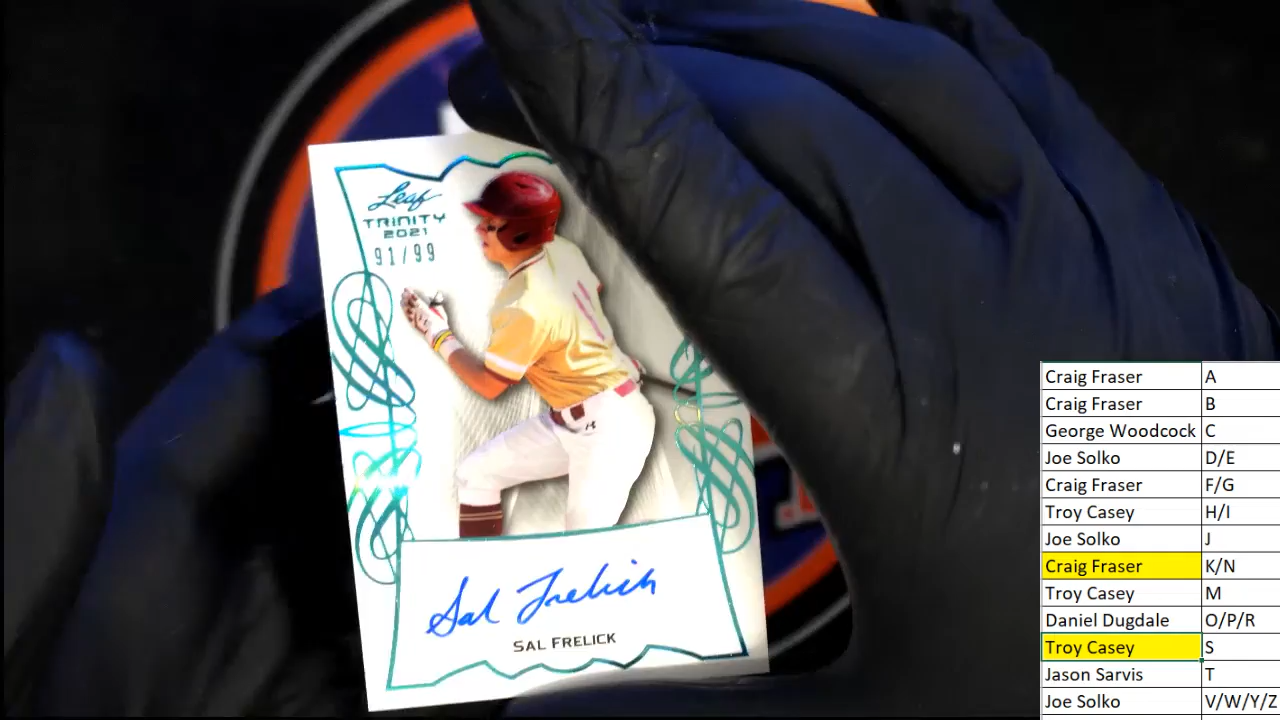 Leaf
TRINITY
2021
91/99
Sal Frelick
SAL FRELICK
Craig Fraser A
Craig Fraser B
George Woodcock C
Joe Solko D/E
Craig Fraser F/G
Troy Casey H/I
Joe Solko J
Craig Fraser K/N
Troy Casey M
Daniel Dugdale O/P/R
Troy Casey S
Jason Sarvis T
Joe Solko V/W/Y/Z